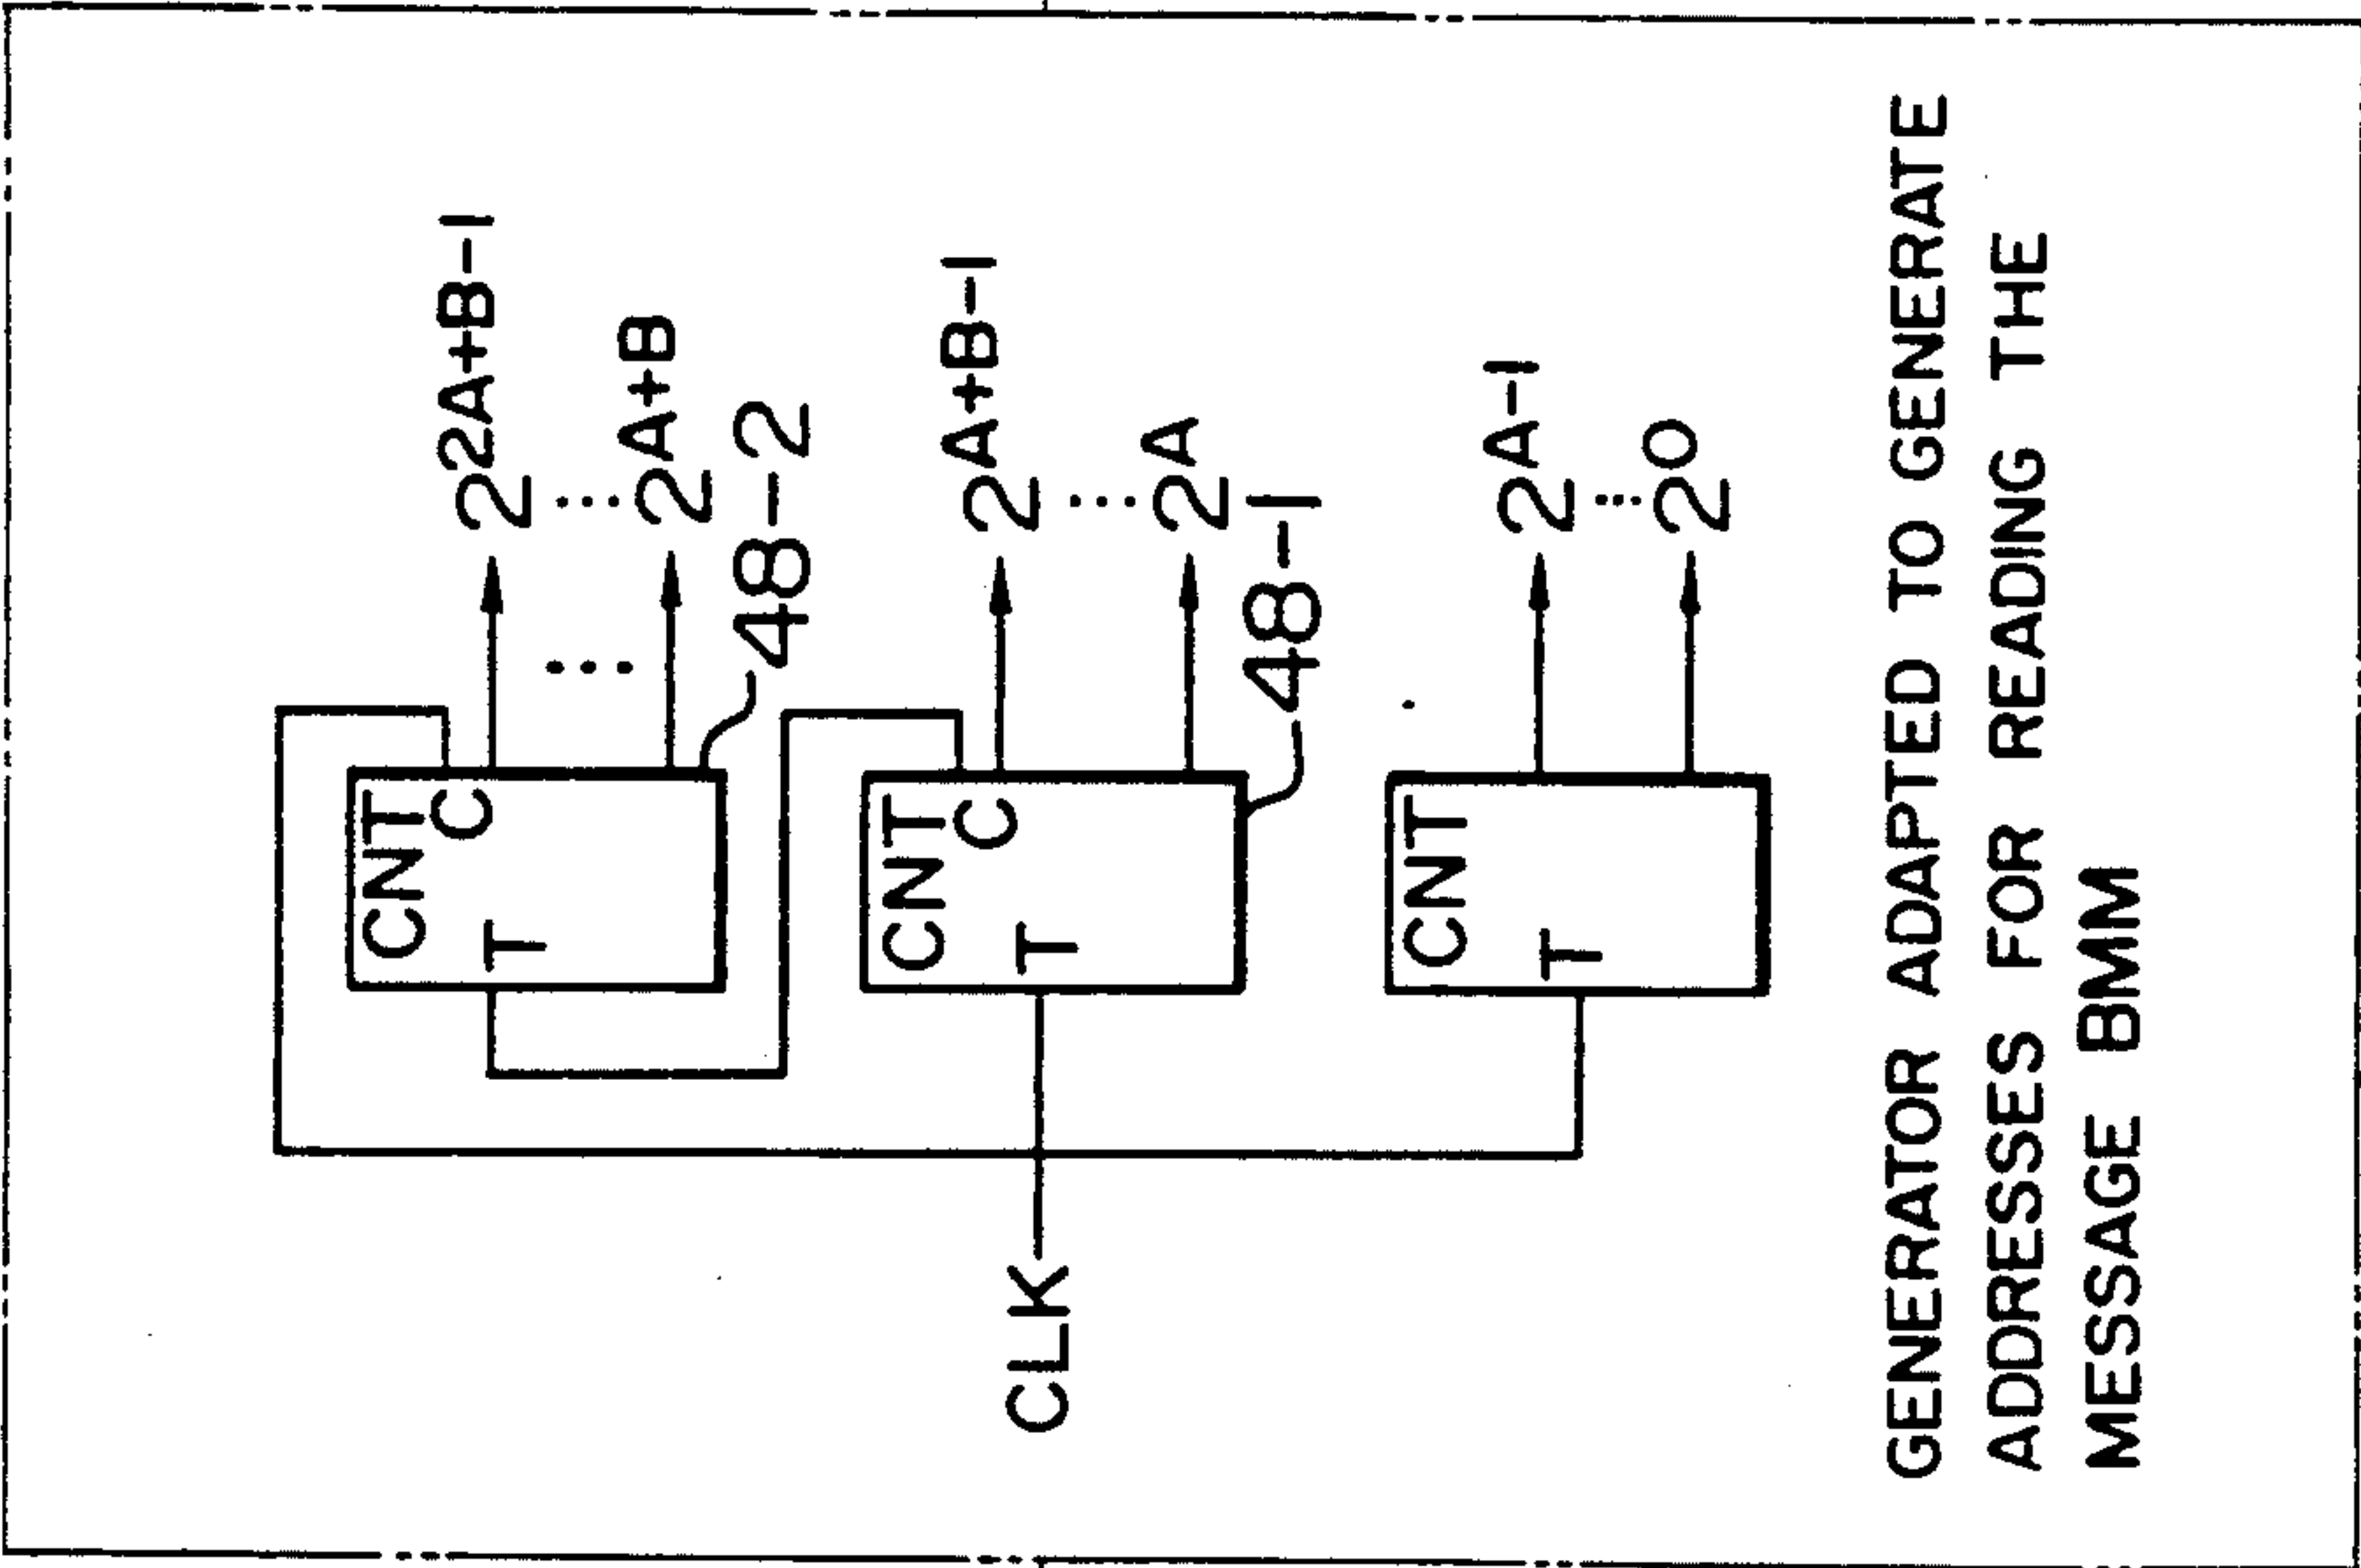 CNT
C
T
2^2A+B-1
...
2^A+B
48-2
CNT
C
T
2^A+B-1
...
2^A
48-1
CLK
CNT
T
2^A-1
...
2^0
GENERATOR ADAPTED TO GENERATE
ADDRESSES FOR READING THE
MESSAGE BMM